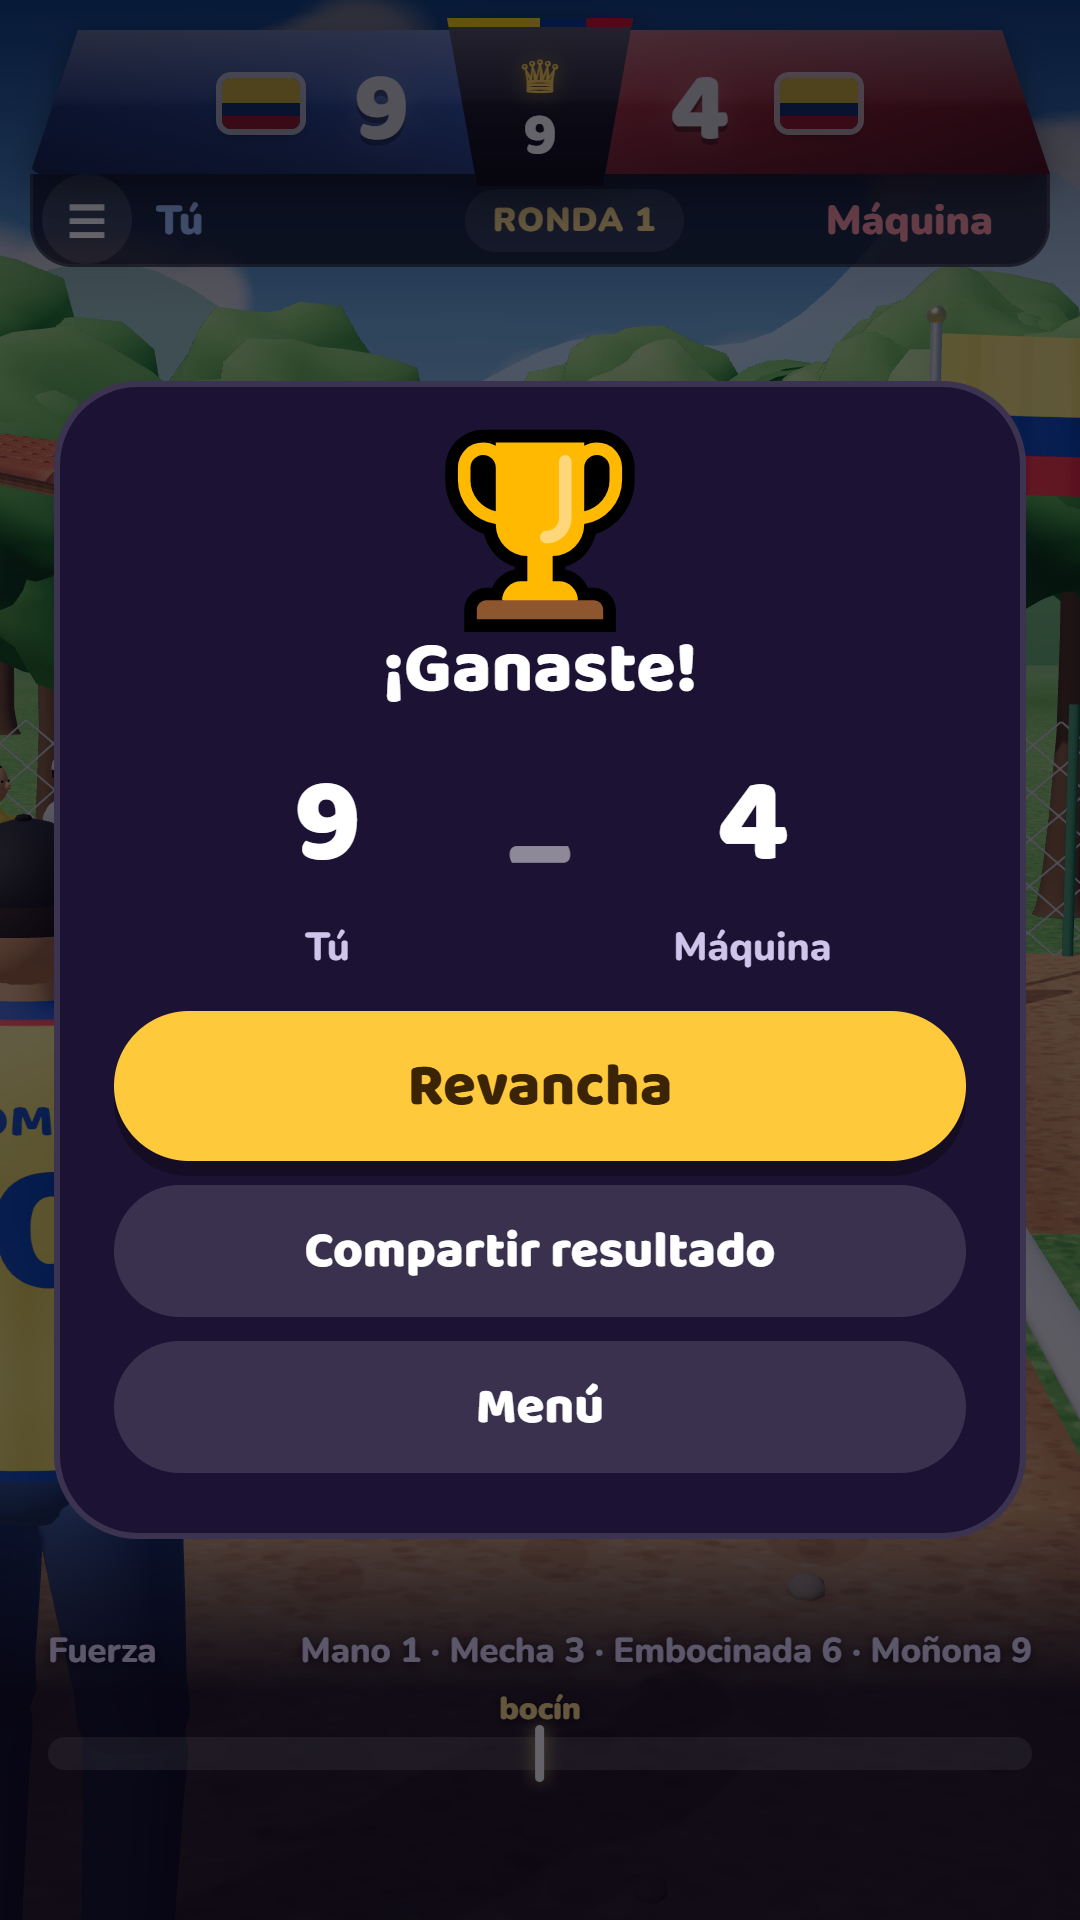 9
9
4
Tú
RONDA 1
Máquina
¡Ganaste!
9
–
4
Tú
Máquina
Revancha
Compartir resultado
Menú
Fuerza
Mano 1 · Mecha 3 · Embocinada 6 · Moñona 9
bocín